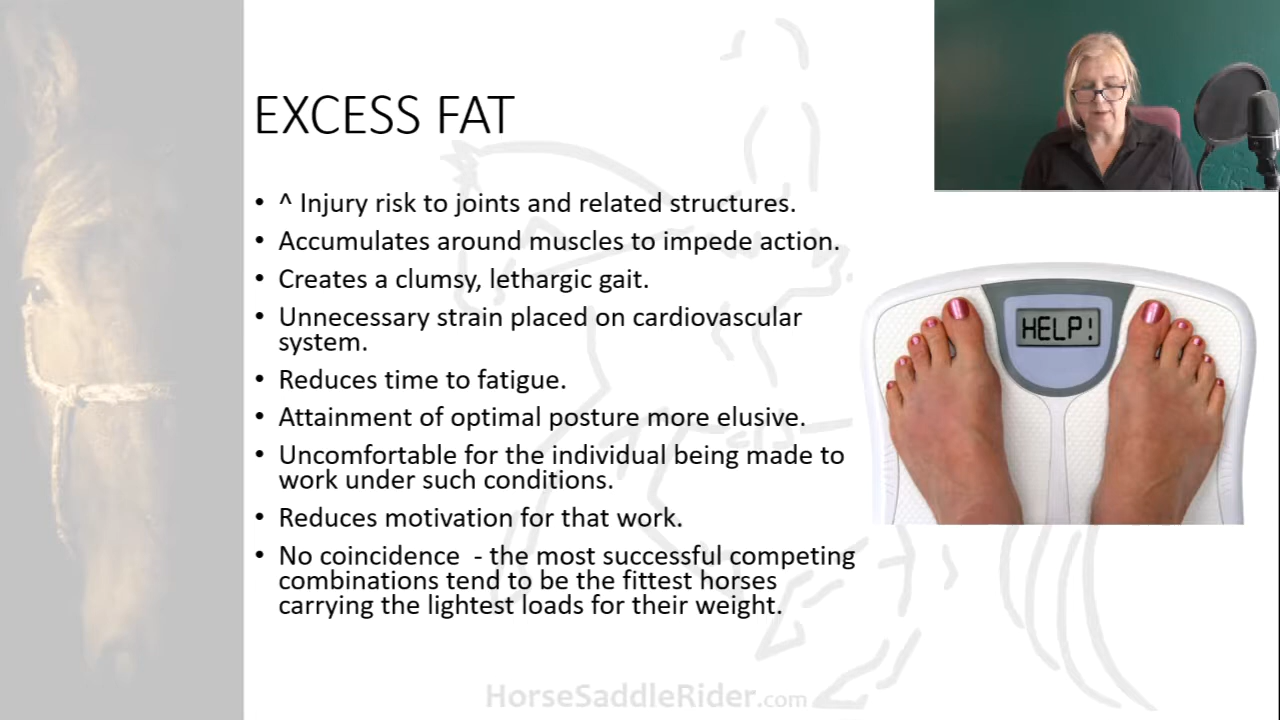 EXCESS FAT
• ^ Injury risk to joints and related structures.
• Accumulates around muscles to impede action.
• Creates a clumsy, lethargic gait.
• Unnecessary strain placed on cardiovascular
system.
• Reduces time to fatigue.
• Attainment of optimal posture more elusive.
• Uncomfortable for the individual being made to
work under such conditions.
• Reduces motivation for that work.
• No coincidence  - the most successful competing
combinations tend to be the fittest horses
carrying the lightest loads for their weight.
HELP!
HorseSaddleRider.com